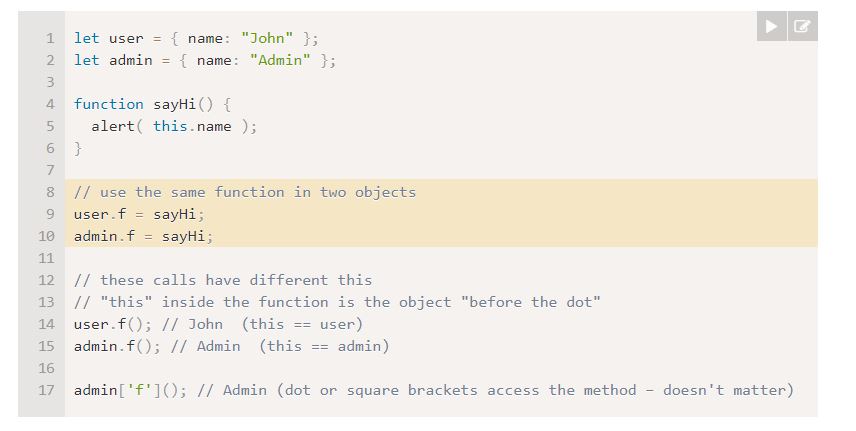 1 let user = { name: "John" };
2 let admin = { name: "Admin" };
3
4 function sayHi() {
5   alert( this.name );
6 }
7
8 // use the same function in two objects
9 user.f = sayHi;
10 admin.f = sayHi;
11
12 // these calls have different this
13 // "this" inside the function is the object "before the dot"
14 user.f(); // John  (this == user)
15 admin.f(); // Admin  (this == admin)
16
17 admin['f'](); // Admin (dot or square brackets access the method – doesn't matter)